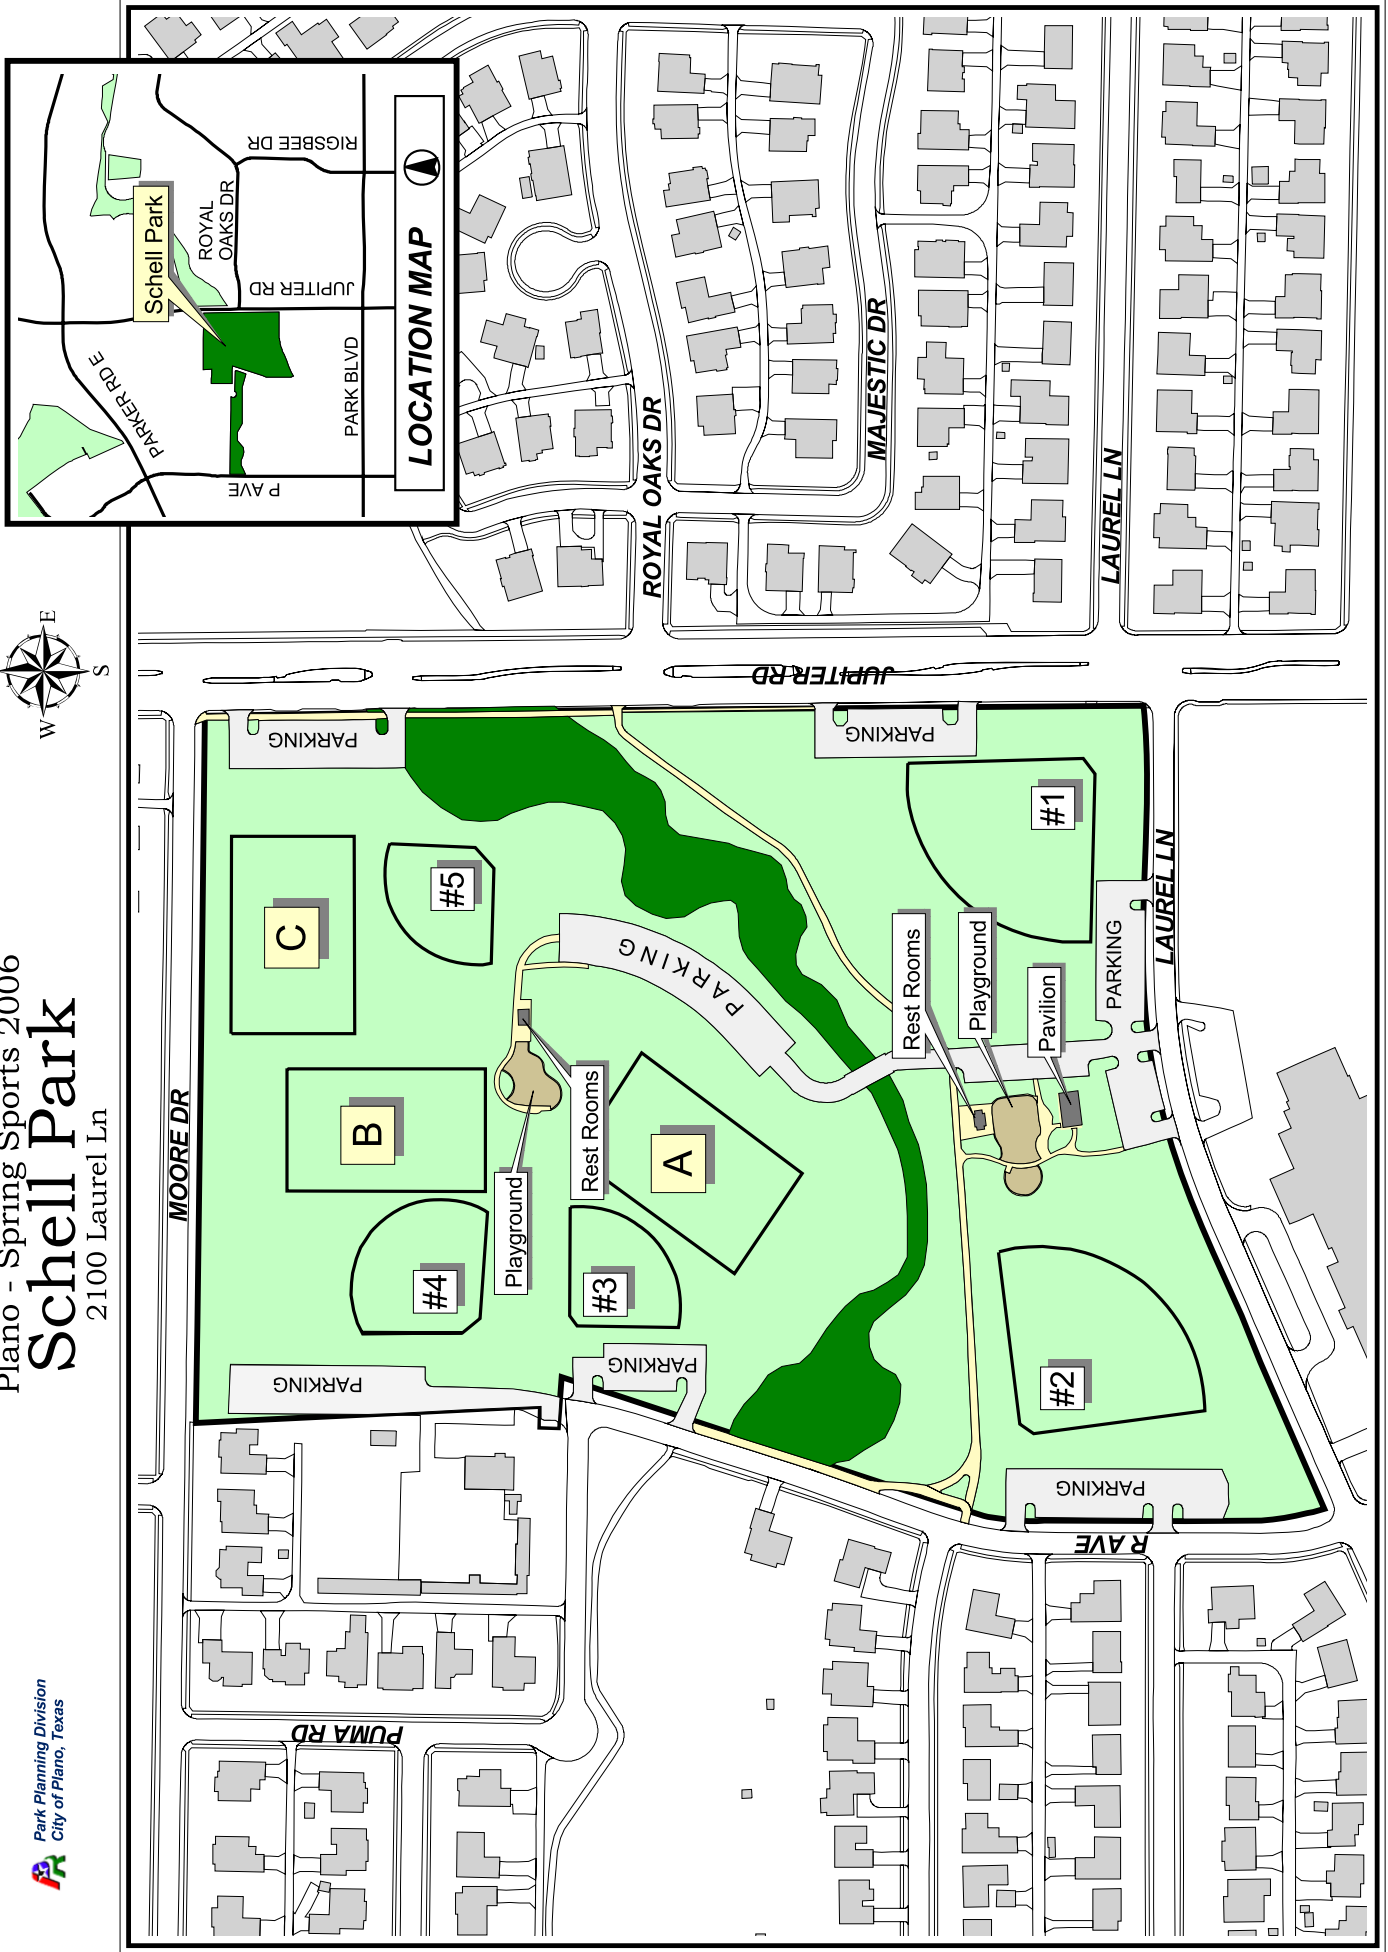 Plano - Spring Sports 2006
Schell Park
2100 Laurel Ln
Park Planning Division
City of Plano, Texas
W
E
S
PARKER RD E
P AVE
Schell Park
ROYAL
OAKS DR
RIGSBEE DR
JUPITER RD
PARK BLVD
LOCATION MAP
MOORE DR
PUMA RD
JUPITER RD
ROYAL OAKS DR
MAJESTIC DR
LAUREL LN
LAUREL LN
R AVE
PARKING
PARKING
PARKING
PARKING
PARKING
PARKING
PARKING
C
B
A
#5
#4
#3
#1
#2
Playground
Rest Rooms
Rest Rooms
Playground
Pavilion